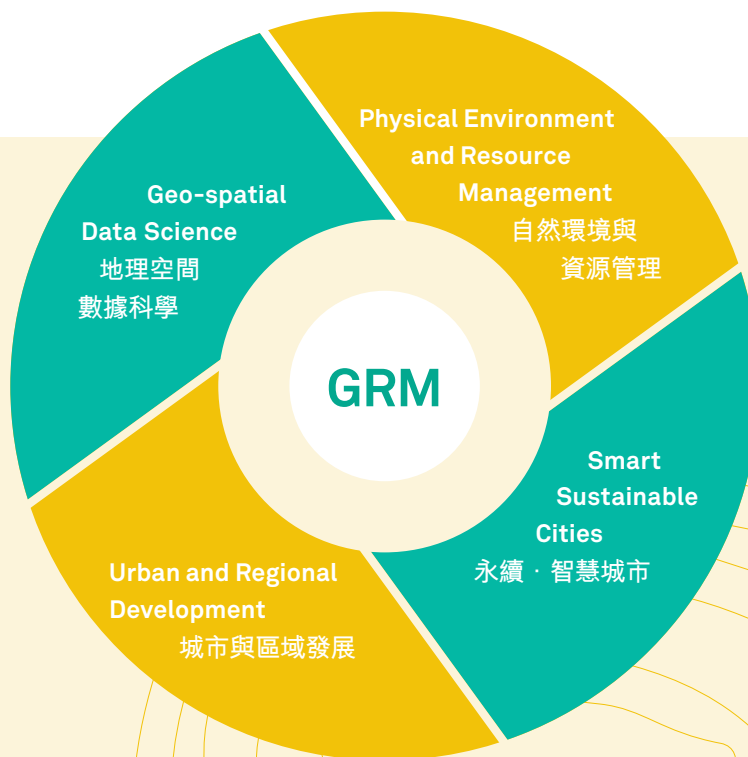 Physical Environment
and Resource
Management
自然環境與
資源管理
Geo-spatial
Data Science
地理空間
數據科學
GRM
Smart
Sustainable
Cities
永續‧智慧城市
Urban and Regional
Development
城市與區域發展